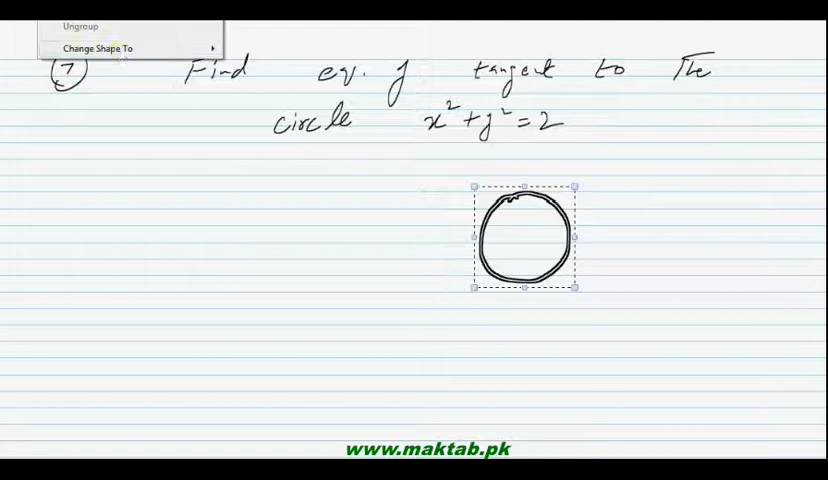 Ungroup
Change Shape To
7 Find eq. of tangent to The
circle x² + y² = 2
www.maktab.pk